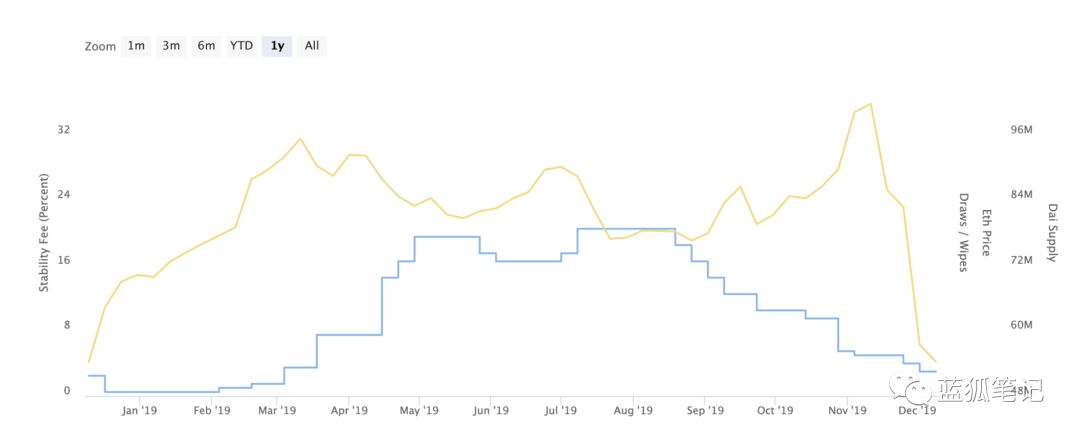 Zoom 1m 3m 6m YTD 1y All
Stability Fee (Percent)
32
24
16
8
0
96M
84M
72M
60M
48M
Draws / Wipes
Eth Price
Dai Supply
Jan '19 Feb '19 Mar '19 Apr '19 May '19 Jun '19 Jul '19 Aug '19 Sep '19 Oct '19 Nov '19 Dec '19
蓝狐笔记